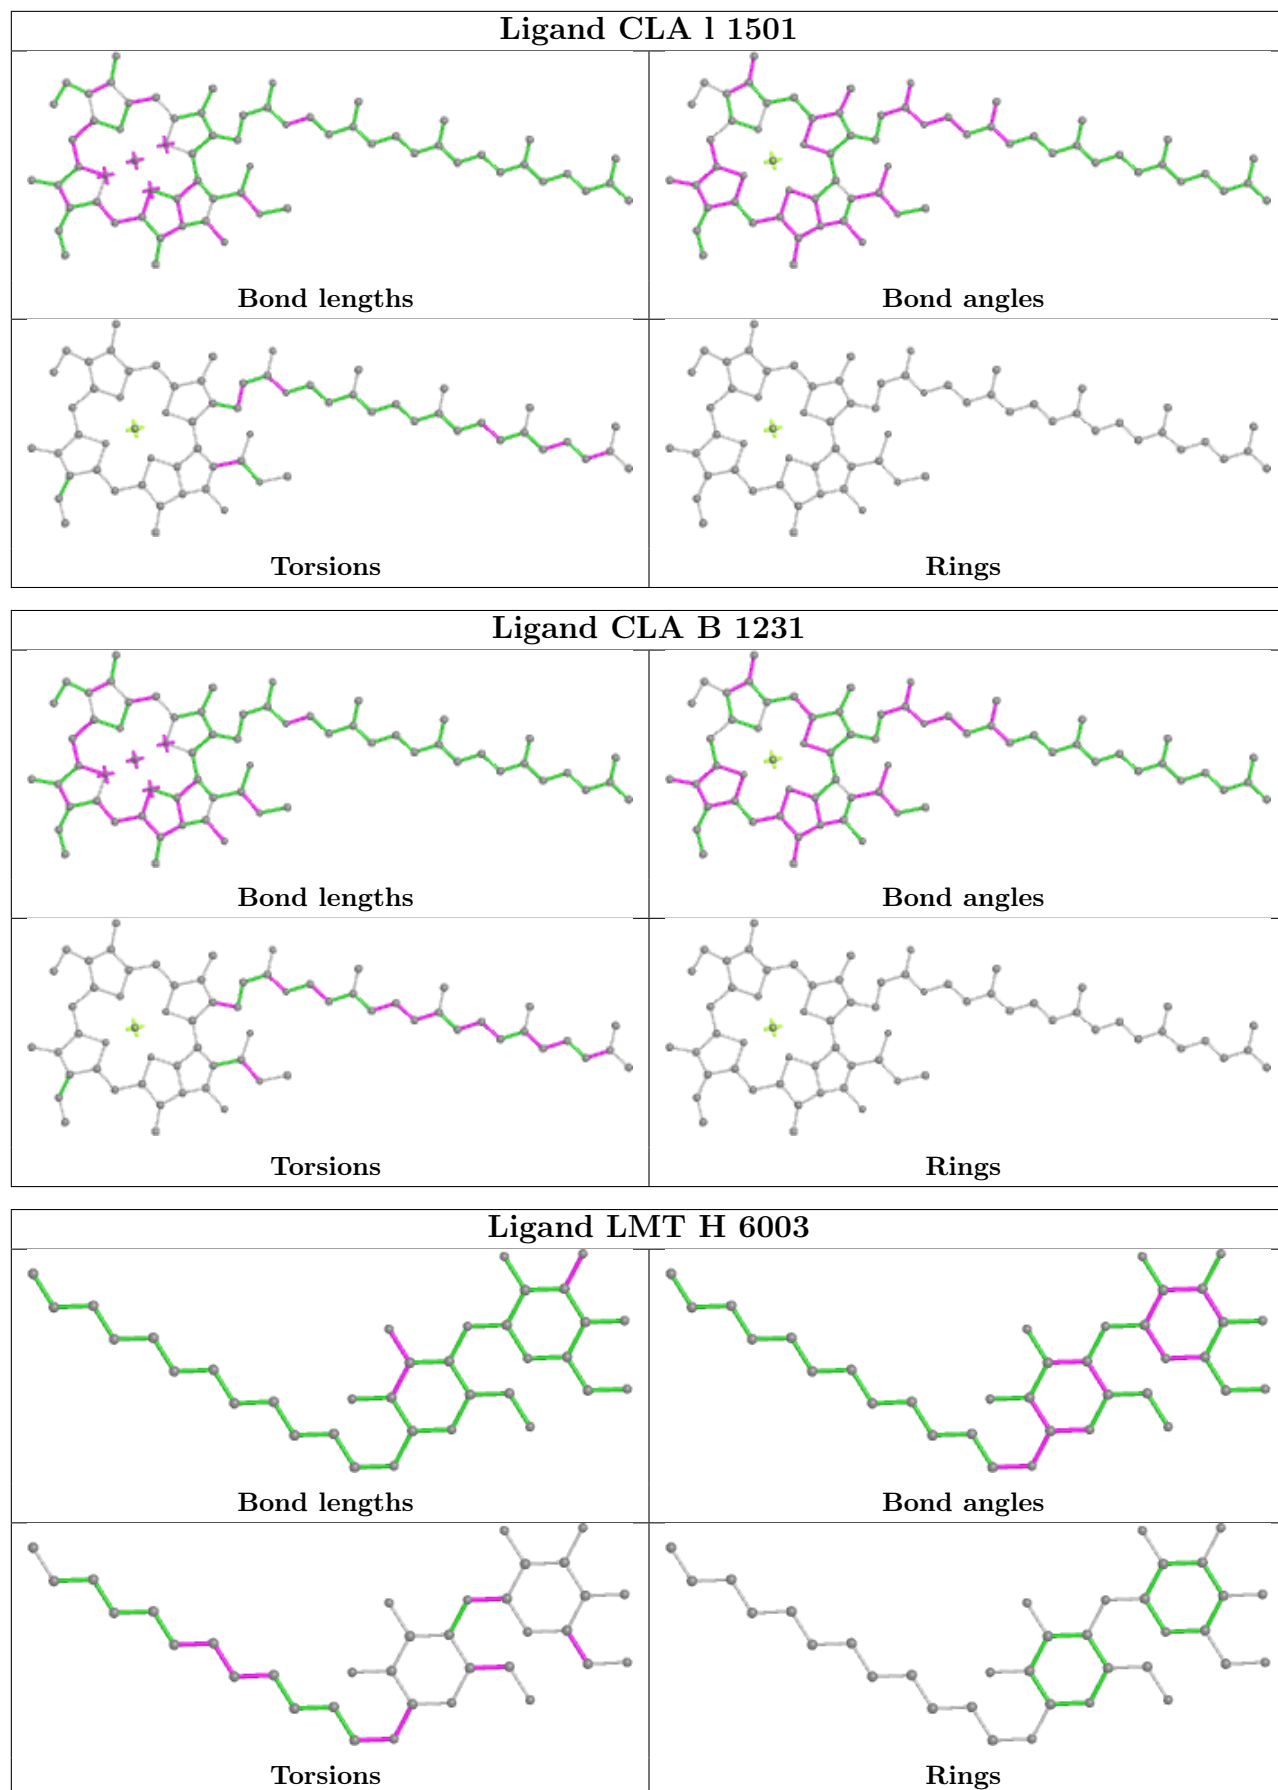 Ligand CLA l 1501
Bond lengths
Bond angles
Torsions
Rings
Ligand CLA B 1231
Bond lengths
Bond angles
Torsions
Rings
Ligand LMT H 6003
Bond lengths
Bond angles
Torsions
Rings